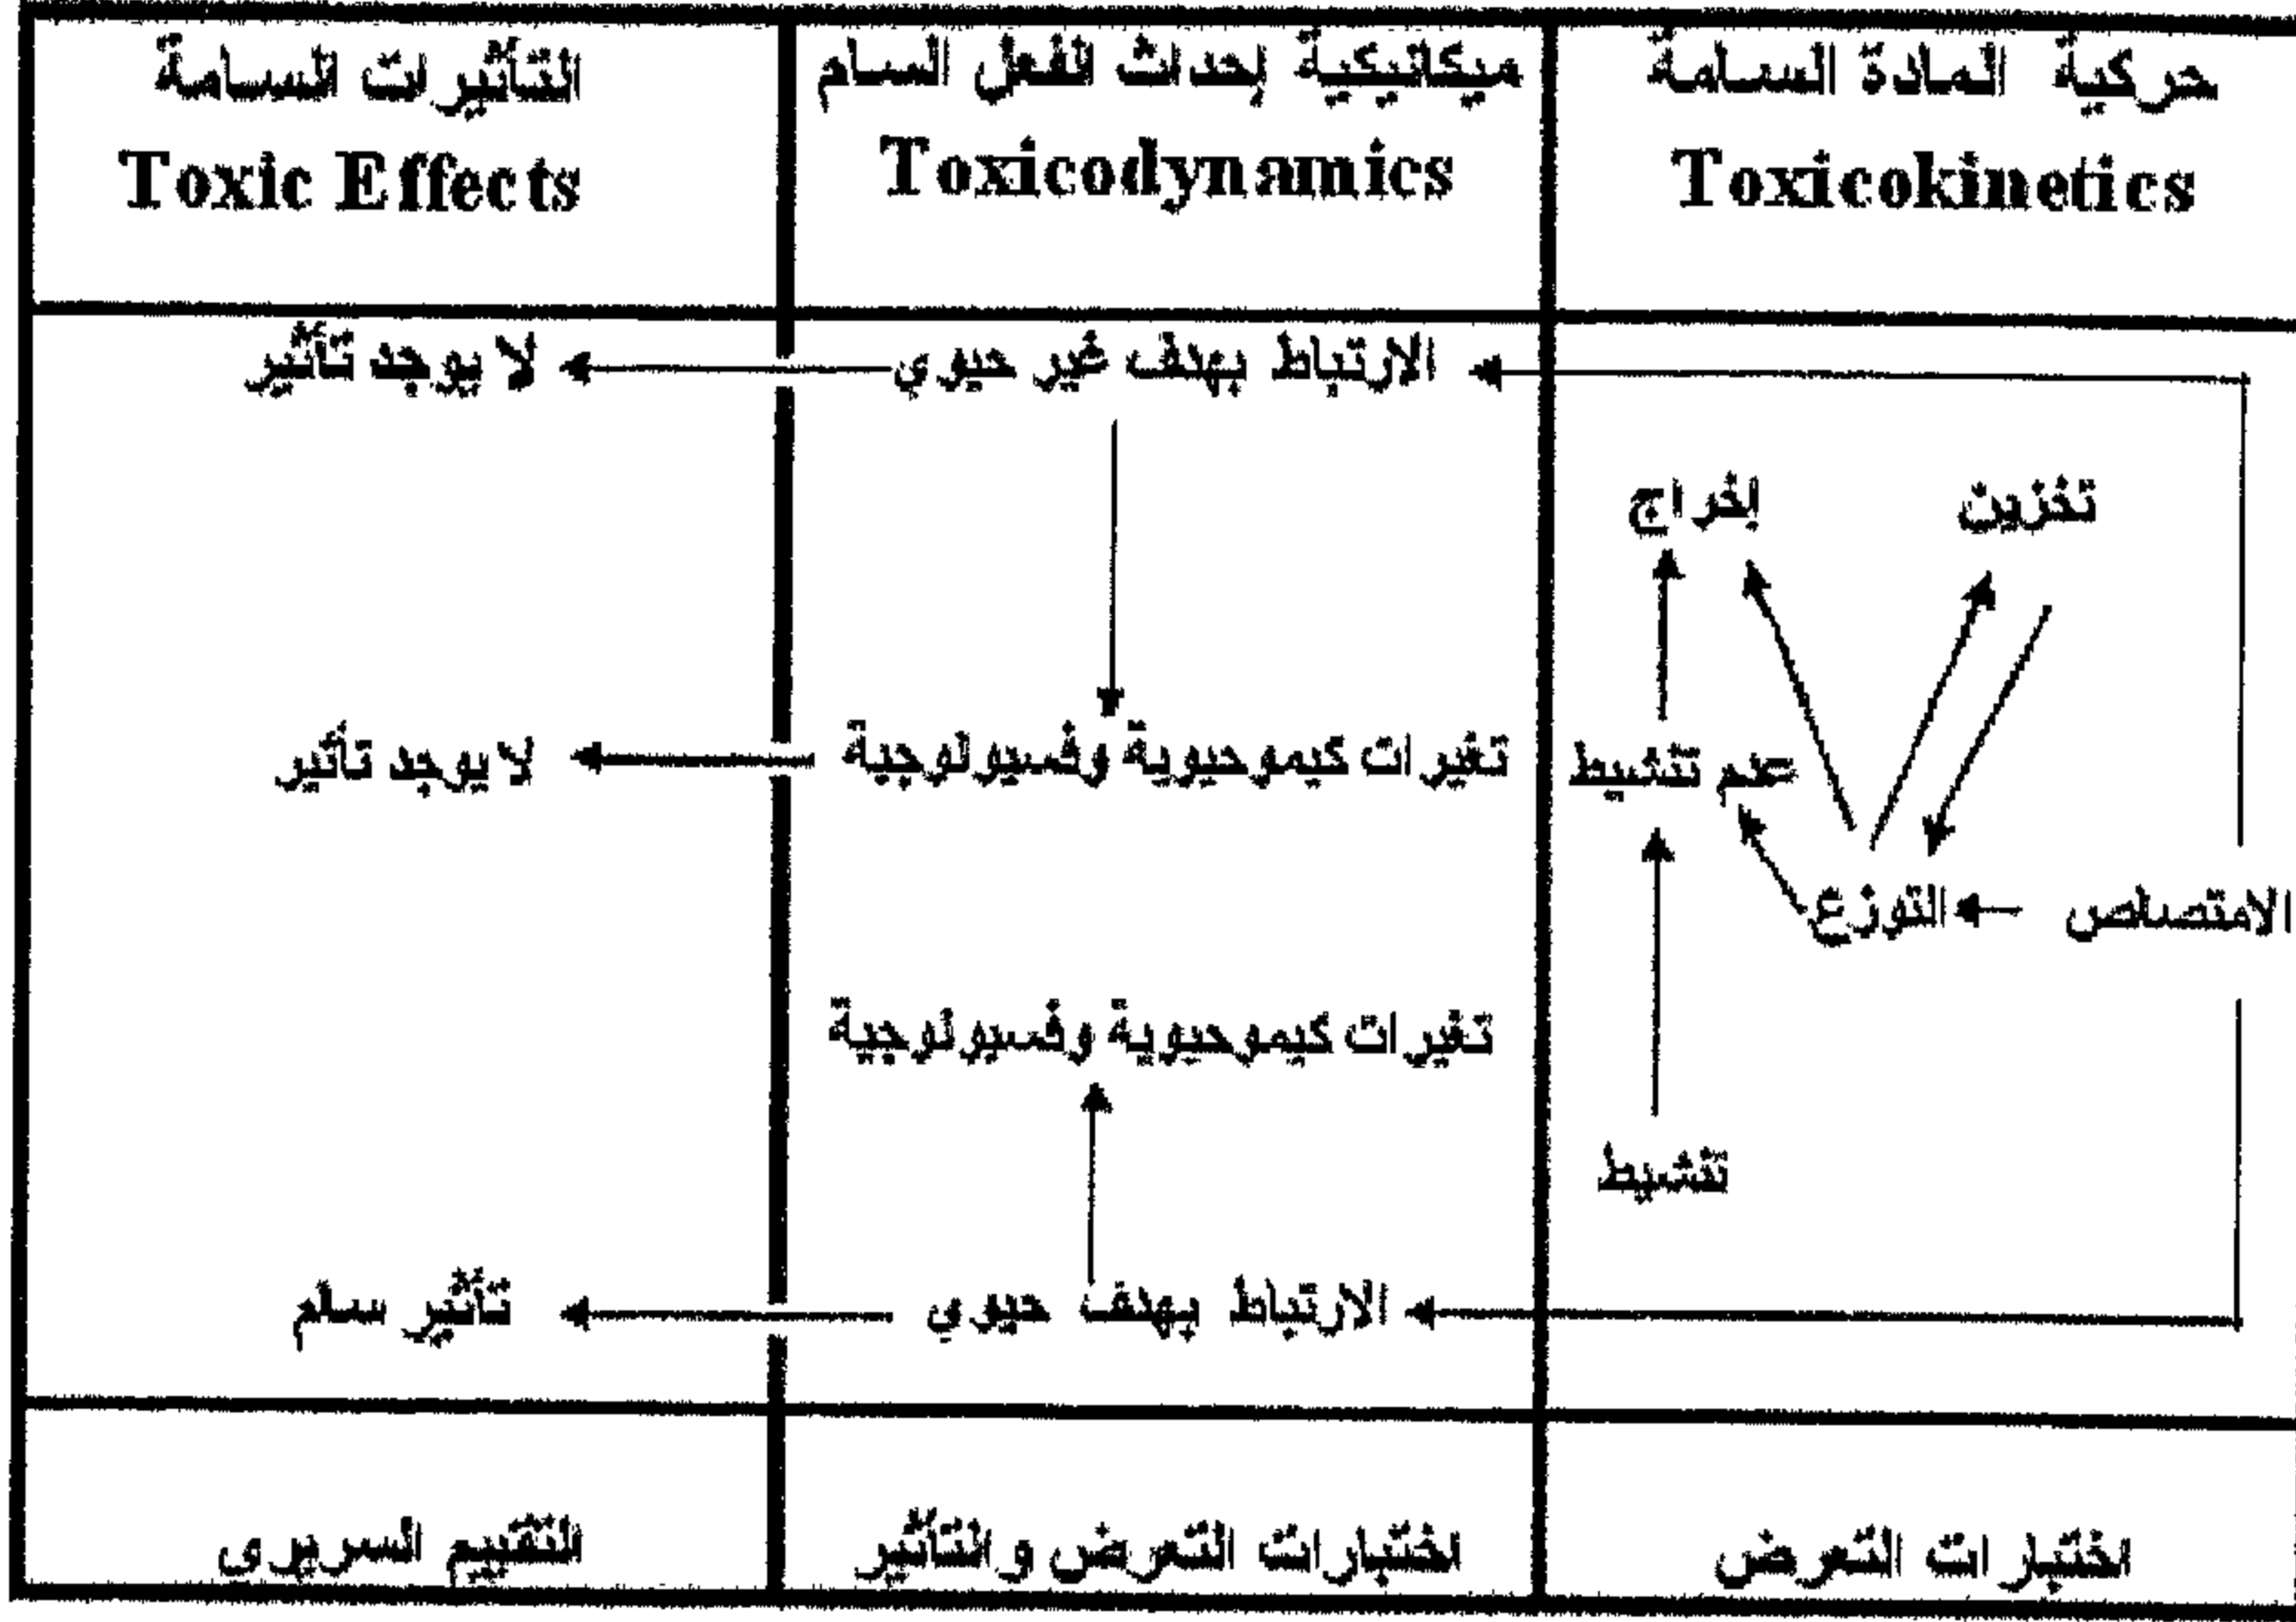 حركية المادة السامة
Toxicokinetics
ميكانيكية إحداث الفعل السام
Toxicodynamics
التأثيرات السامة
Toxic Effects
الارتباط بهدف غير حيوي
لا يوجد تأثير
تخزين
إخراج
عدم تنشيط
تغيرات كيموحيوية وفسيولوجية
لا يوجد تأثير
الامتصاص
التوزع
تغيرات كيموحيوية وفسيولوجية
تنشيط
الارتباط بهدف حيوي
تأثير سام
اختبارات التعرض
اختبارات التعرض والتأثير
التقييم السريري